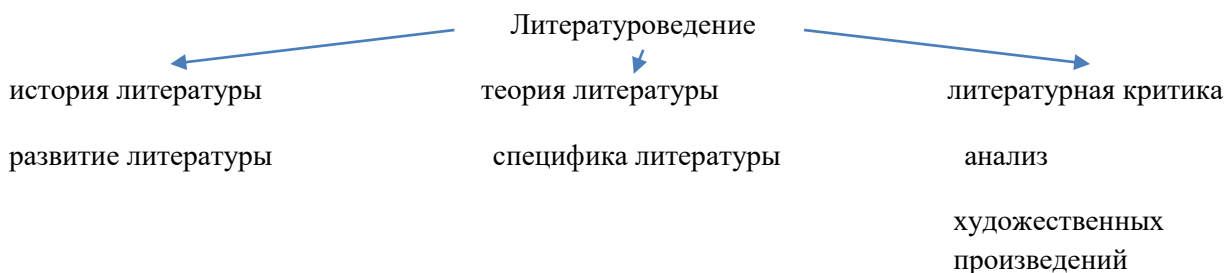 Литературоведение
история литературы теория литературы литературная критика
развитие литературы специфика литературы анализ
художественных
произведений